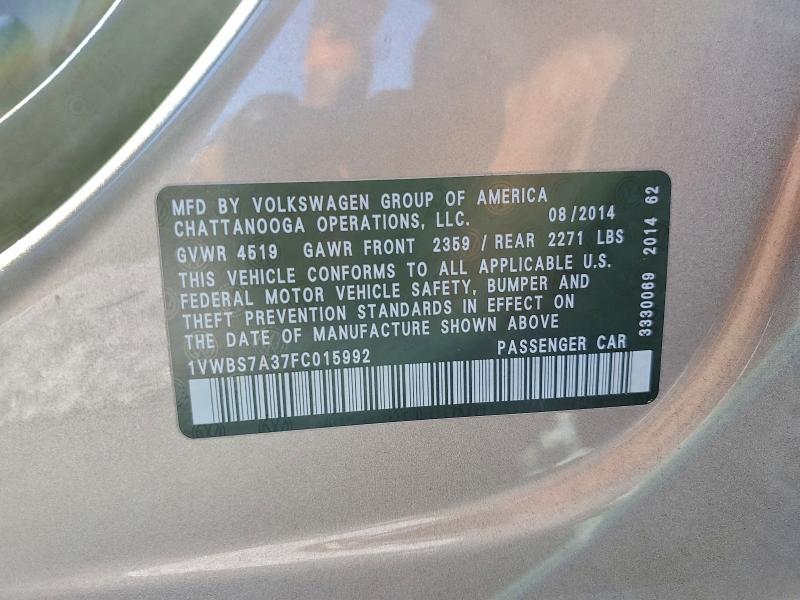 MFD BY VOLKSWAGEN GROUP OF AMERICA
CHATTANOOGA OPERATIONS, LLC. 08/2014
GVWR 4519 GAWR FRONT 2359 / REAR 2271 LBS
THIS VEHICLE CONFORMS TO ALL APPLICABLE U.S.
FEDERAL MOTOR VEHICLE SAFETY, BUMPER AND
THEFT PREVENTION STANDARDS IN EFFECT ON
THE DATE OF MANUFACTURE SHOWN ABOVE
1VWBS7A37FC015992 PASSENGER CAR
3330069 2014 62